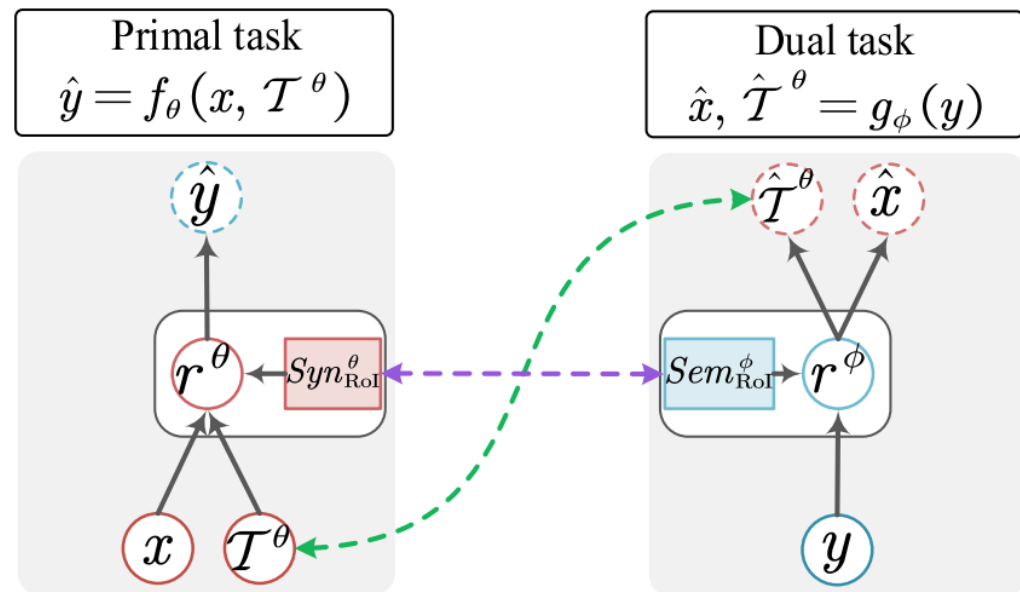 Primal task
ŷ = f_θ(x, 𝒯^θ)
Dual task
x̂, 𝒯̂^θ = g_ϕ(y)
ŷ
r^θ
Syn^θ_RoI
x
𝒯^θ
𝒯̂^θ
x̂
Sem^ϕ_RoI
r^ϕ
y